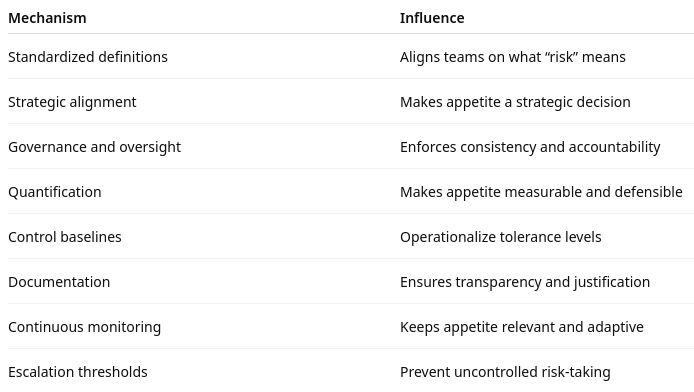 Mechanism Influence
Standardized definitions Aligns teams on what “risk” means
Strategic alignment Makes appetite a strategic decision
Governance and oversight Enforces consistency and accountability
Quantification Makes appetite measurable and defensible
Control baselines Operationalize tolerance levels
Documentation Ensures transparency and justification
Continuous monitoring Keeps appetite relevant and adaptive
Escalation thresholds Prevent uncontrolled risk-taking